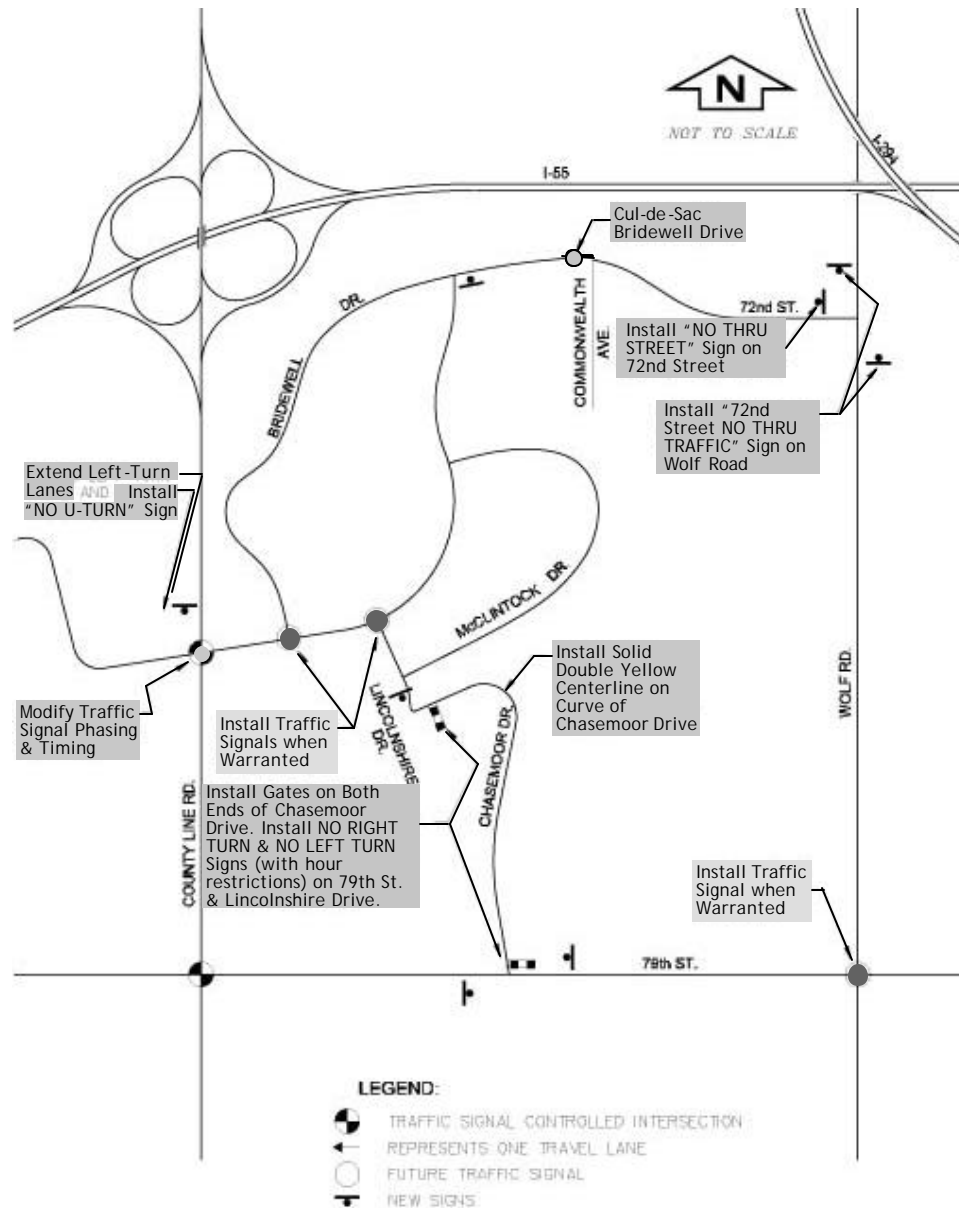 N
NOT TO SCALE
I-294
I-55
Cul-de-Sac
Bridewell Drive
DR.
BRIDEWELL
COMMONWEALTH
AVE.
72nd ST.
Install “NO THRU
STREET” Sign on
72nd Street
Install “72nd
Street NO THRU
TRAFFIC” Sign on
Wolf Road
Extend Left-Turn
Lanes AND Install
“NO U-TURN” Sign
McCLINTOCK DR
Install Solid
Double Yellow
Centerline on
Curve of
Chasemoor Drive
WOLF RD.
Modify Traffic
Signal Phasing
& Timing
Install Traffic
Signals when
Warranted
LINCOLNSHIRE
DR.
CHASEMOOR DR.
COUNTY LINE RD.
Install Gates on Both
Ends of Chasemoor
Drive. Install NO RIGHT
TURN & NO LEFT TURN
Signs (with hour
restrictions) on 79th St.
& Lincolnshire Drive.
Install Traffic
Signal when
Warranted
79th ST.
LEGEND:
TRAFFIC SIGNAL CONTROLLED INTERSECTION
REPRESENTS ONE TRAVEL LANE
FUTURE TRAFFIC SIGNAL
NEW SIGNS